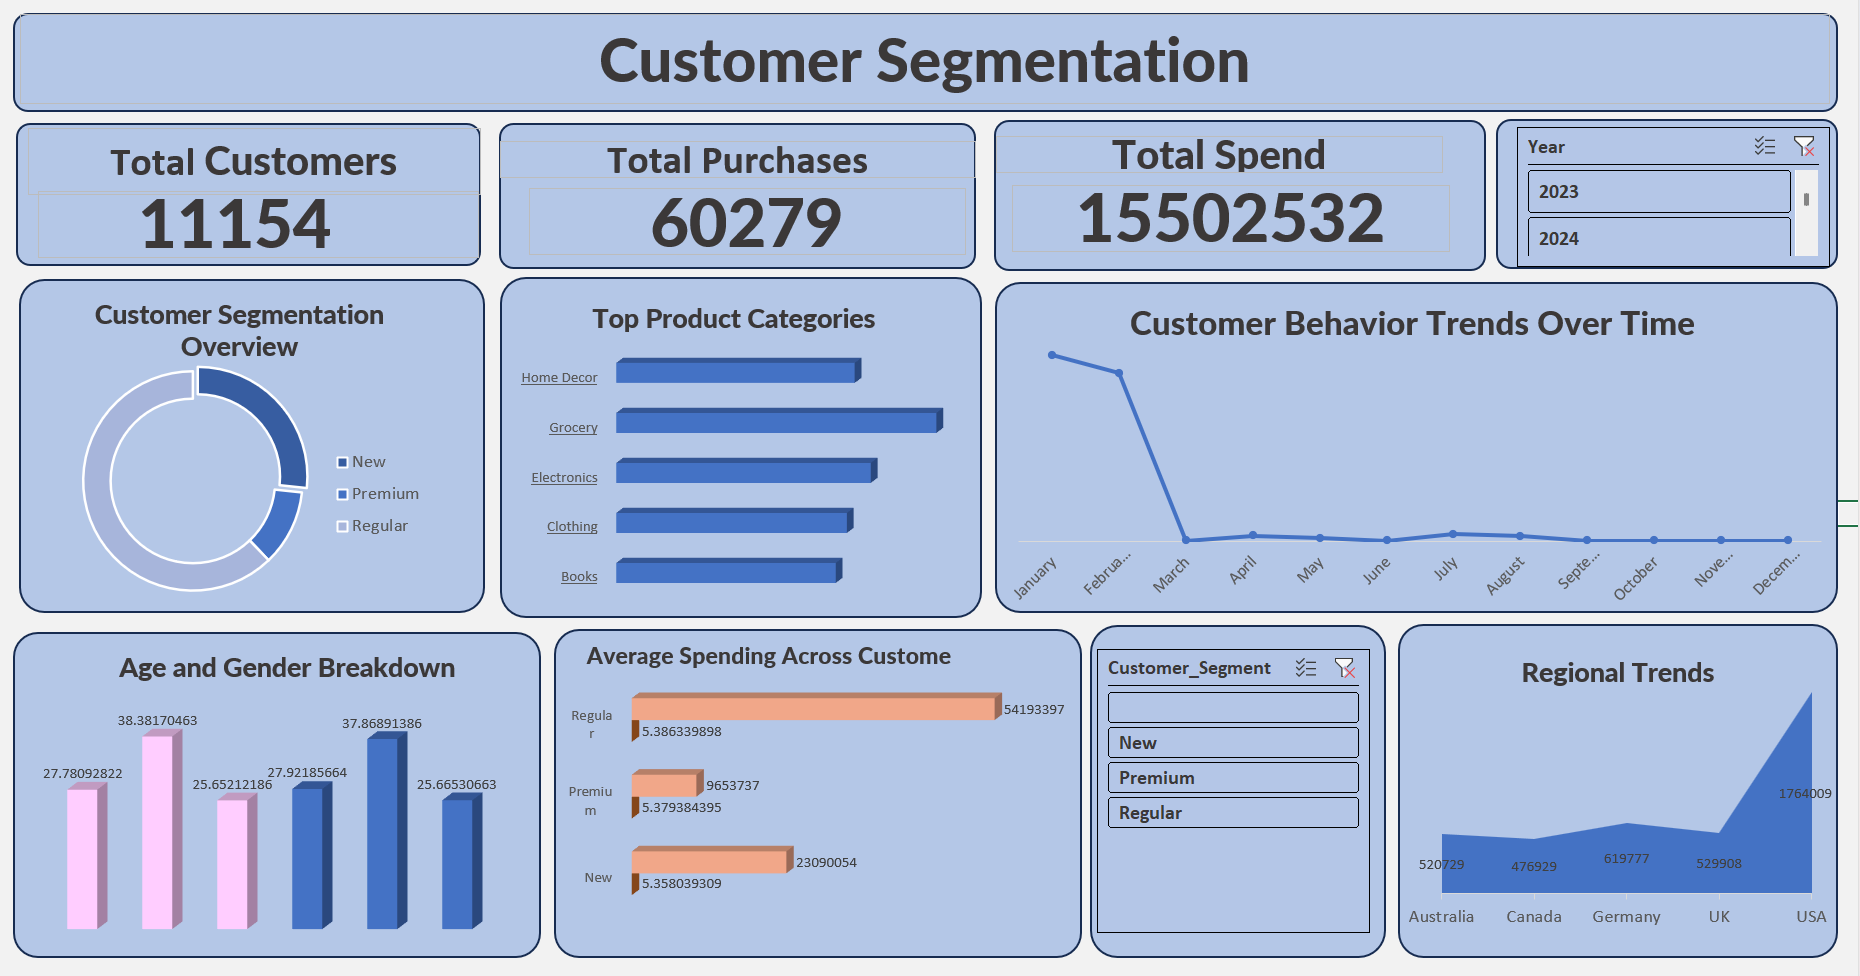 Customer Segmentation
Total Customers
11154
Total Purchases
60279
Total Spend
15502532
Year
2023
2024
Customer Segmentation
Overview
New
Premium
Regular
Top Product Categories
Home Decor
Grocery
Electronics
Clothing
Books
Customer Behavior Trends Over Time
January
Februa...
March
April
May
June
July
August
Septe...
October
Nove...
Decem...
Age and Gender Breakdown
27.78092822
38.38170463
25.65212186
27.92185664
37.86891386
25.66530663
Average Spending Across Custome
Regula
r
54193397
5.386339898
Premiu
m
9653737
5.379384395
New
23090054
5.358039309
Customer_Segment
New
Premium
Regular
Regional Trends
520729
476929
619777
529908
1764009
Australia
Canada
Germany
UK
USA